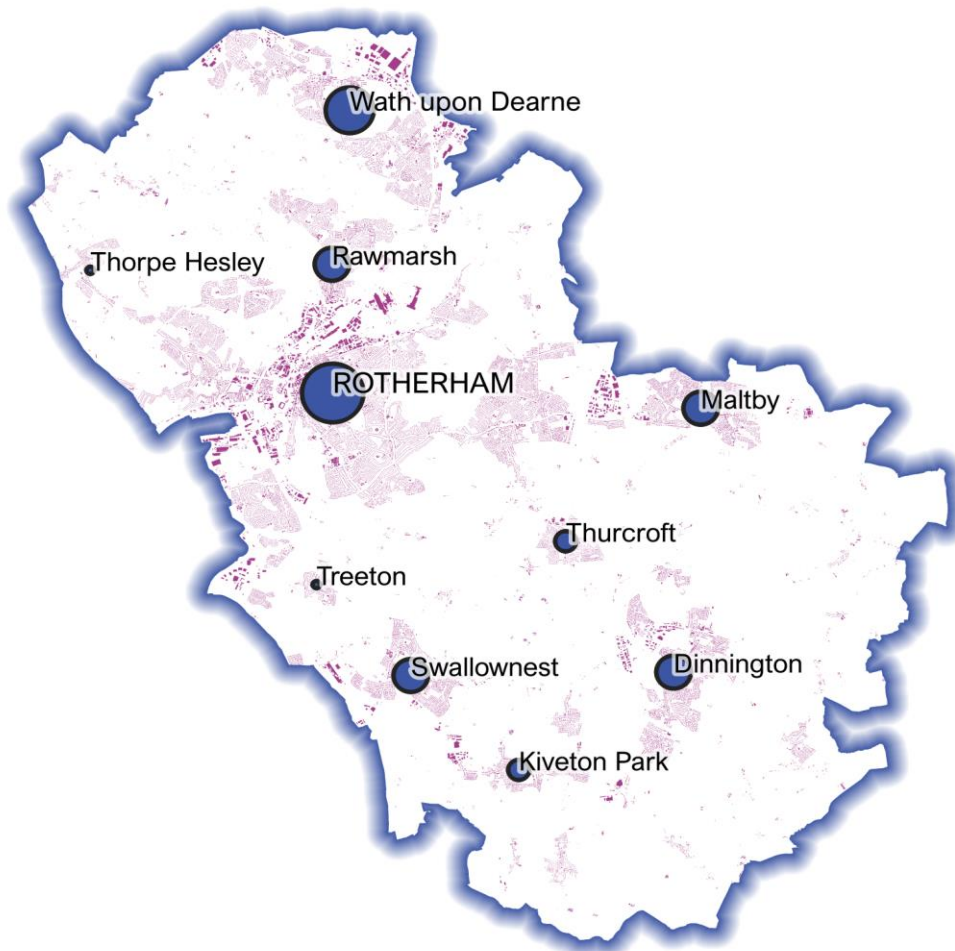 Wath upon Dearne
Thorpe Hesley
Rawmarsh
ROTHERHAM
Maltby
Thurcroft
Treeton
Swallownest
Dinnington
Kiveton Park